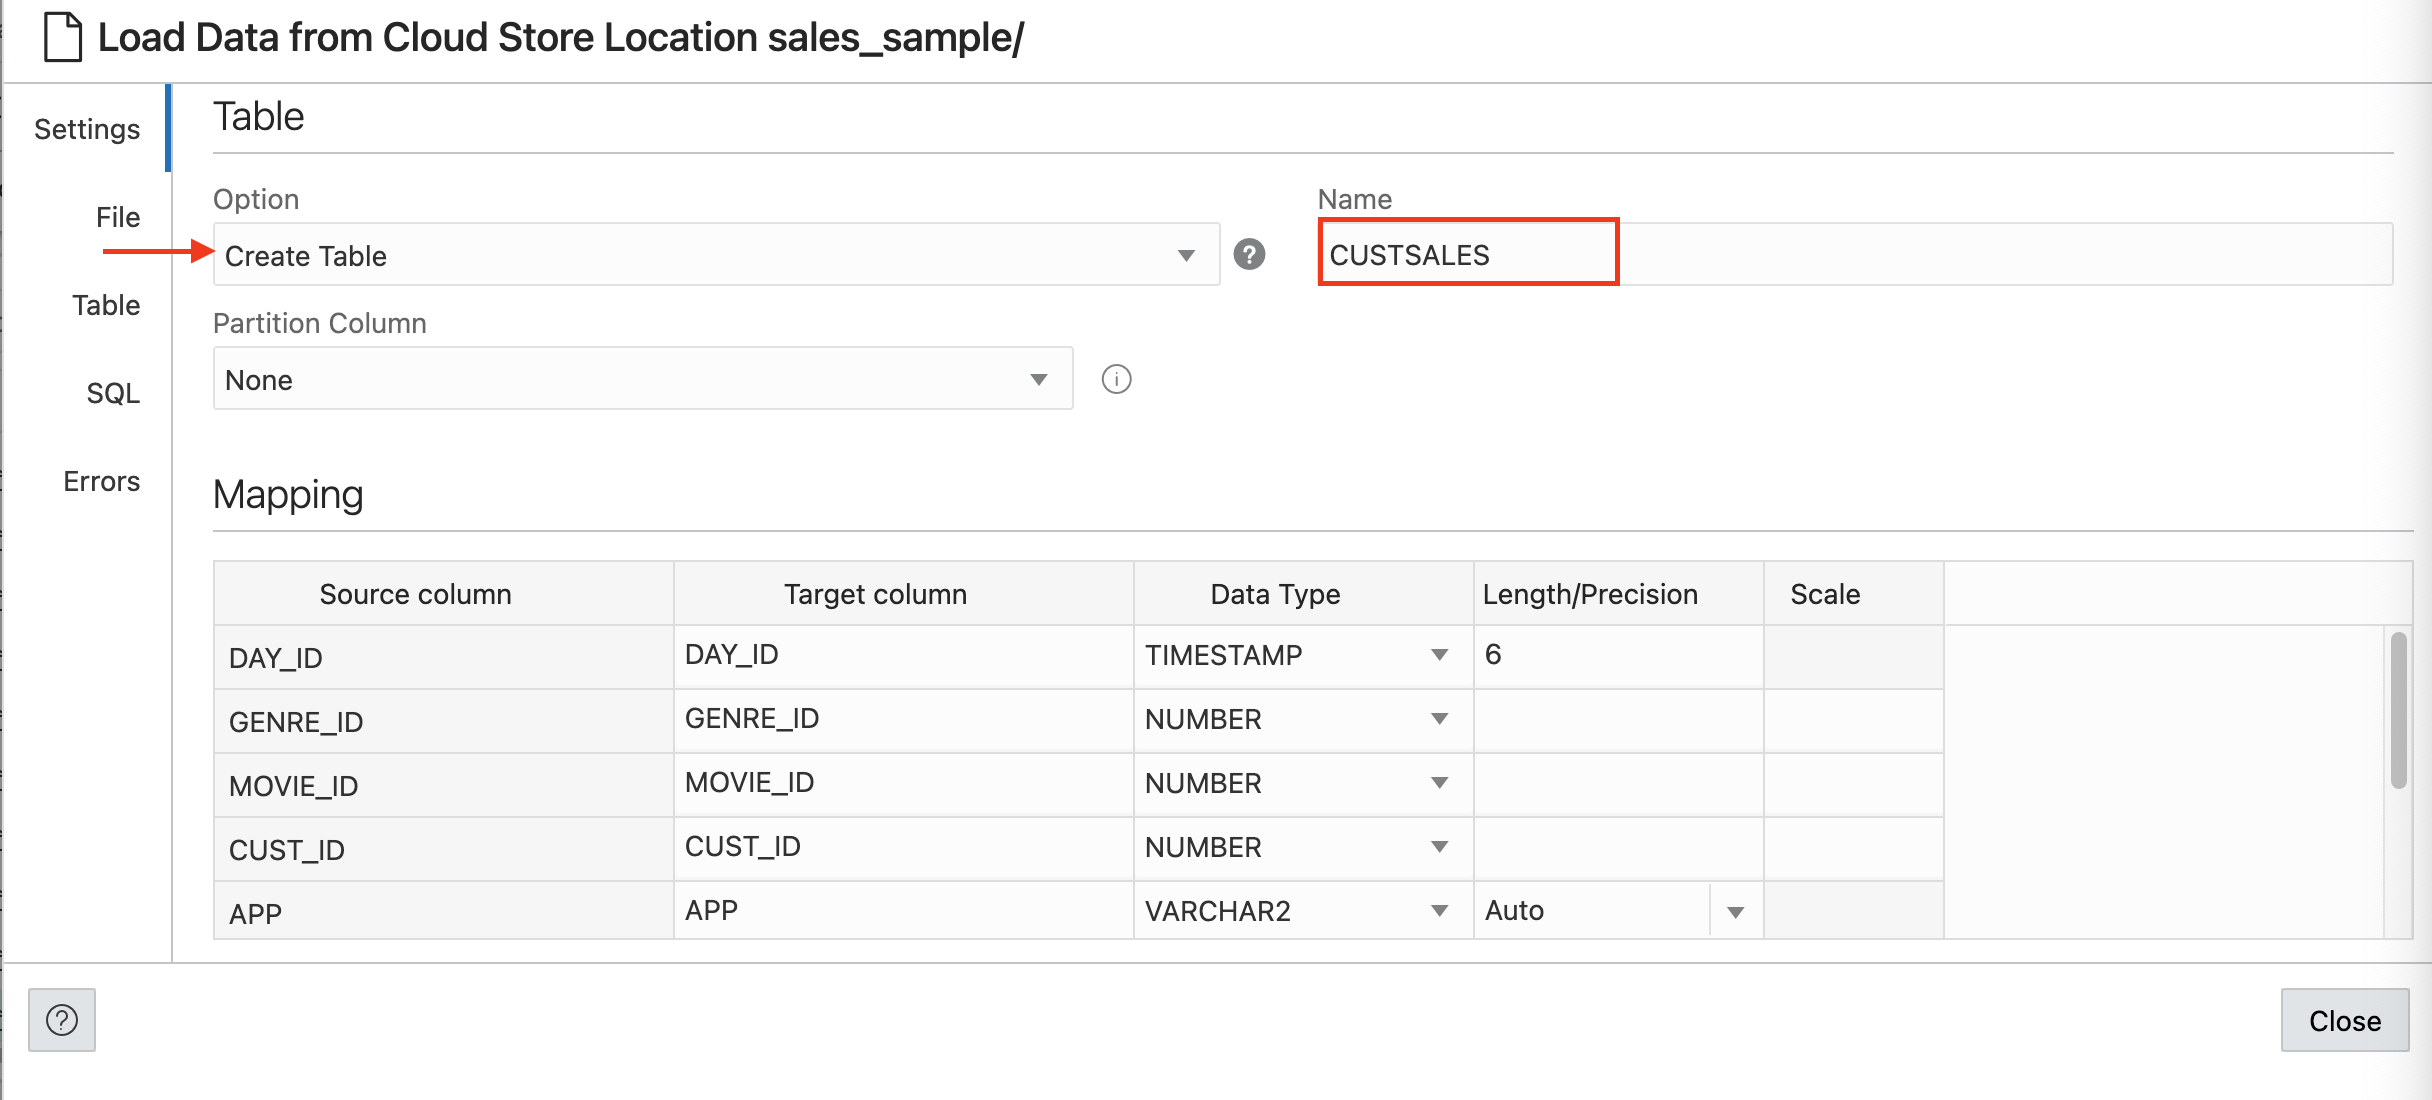 Load Data from Cloud Store Location sales_sample/
Settings
File
Table
SQL
Errors
Table
Option
Name
Create Table
?
CUSTSALES
Partition Column
None
i
Mapping
Source column Target column Data Type Length/Precision Scale
DAY_ID DAY_ID TIMESTAMP 6
GENRE_ID GENRE_ID NUMBER
MOVIE_ID MOVIE_ID NUMBER
CUST_ID CUST_ID NUMBER
APP APP VARCHAR2 Auto
?
Close